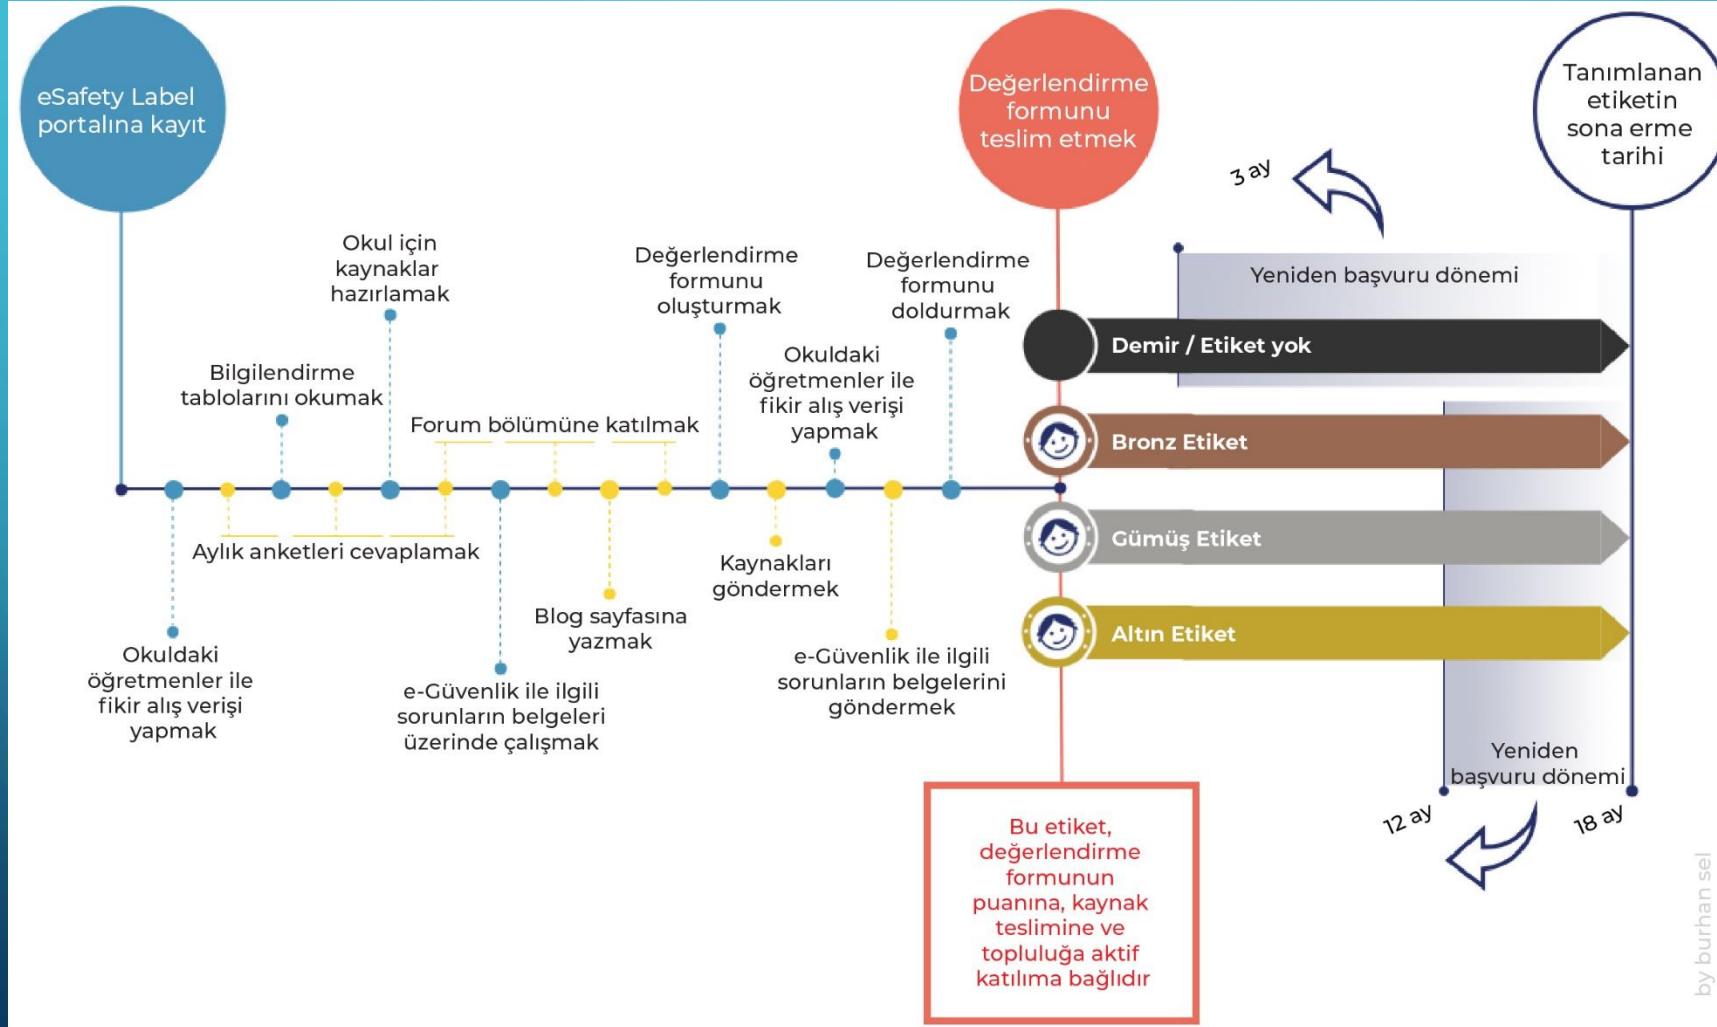 eSafety Label
portalına kayıt
Değerlendirme
formunu
teslim etmek
Tanımlanan
etiketin
sona erme
tarihi
3 ay
Yeniden başvuru dönemi
Okul için
kaynaklar
hazırlamak
Değerlendirme
formunu
oluşturmak
Değerlendirme
formunu
doldurmak
Bilgilendirme
tablolarını okumak
Okuldaki
öğretmenler ile
fikir alış verişi
yapmak
Forum bölümüne katılmak
Aylık anketleri cevaplamak
Kaynakları
göndermek
Blog sayfasına
yazmak
Okuldaki
öğretmenler ile
fikir alış verişi
yapmak
e-Güvenlik ile ilgili
sorunların belgeleri
üzerinde çalışmak
e-Güvenlik ile ilgili
sorunların belgelerini
göndermek
Demir / Etiket yok
Bronz Etiket
Gümüş Etiket
Altın Etiket
Yeniden
başvuru dönemi
12 ay
18 ay
Bu etiket,
değerlendirme
formunun
puanına, kaynak
teslimine ve
topluluğa aktif
katılıma bağlıdır
by burhan sel